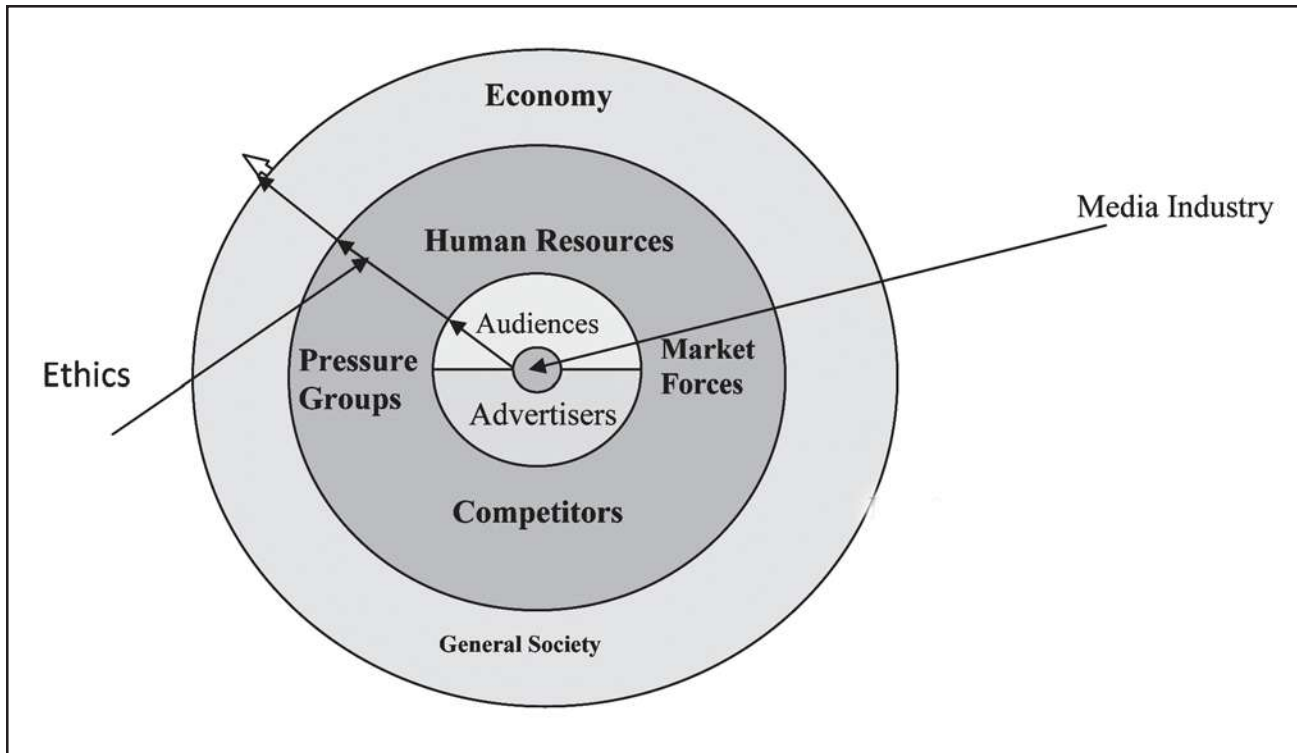 Economy
Media Industry
Human Resources
Audiences
Pressure
Groups
Market
Forces
Ethics
Advertisers
Competitors
General Society